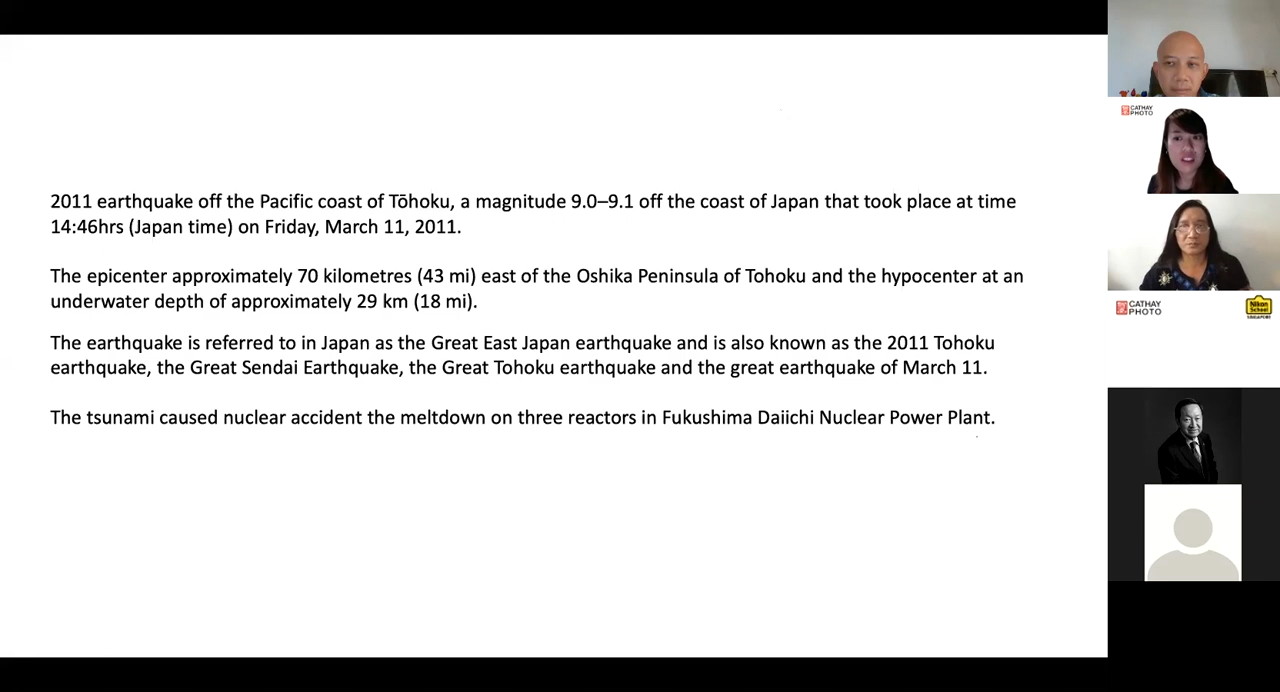 2011 earthquake off the Pacific coast of Tōhoku, a magnitude 9.0–9.1 off the coast of Japan that took place at time
14:46hrs (Japan time) on Friday, March 11, 2011.
The epicenter approximately 70 kilometres (43 mi) east of the Oshika Peninsula of Tohoku and the hypocenter at an
underwater depth of approximately 29 km (18 mi).
The earthquake is referred to in Japan as the Great East Japan earthquake and is also known as the 2011 Tohoku
earthquake, the Great Sendai Earthquake, the Great Tohoku earthquake and the great earthquake of March 11.
The tsunami caused nuclear accident the meltdown on three reactors in Fukushima Daiichi Nuclear Power Plant.
CATHAY
PHOTO
CATHAY
PHOTO
Nikon
School
SINGAPORE